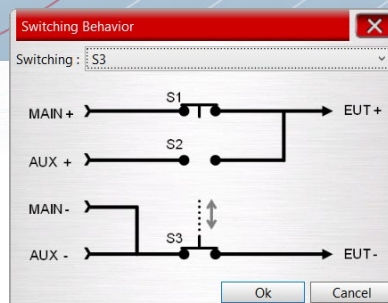 Switching Behavior
Switching : S3
S1
MAIN + EUT +
S2
AUX +
MAIN-
S3
AUX - EUT-
Ok Cancel